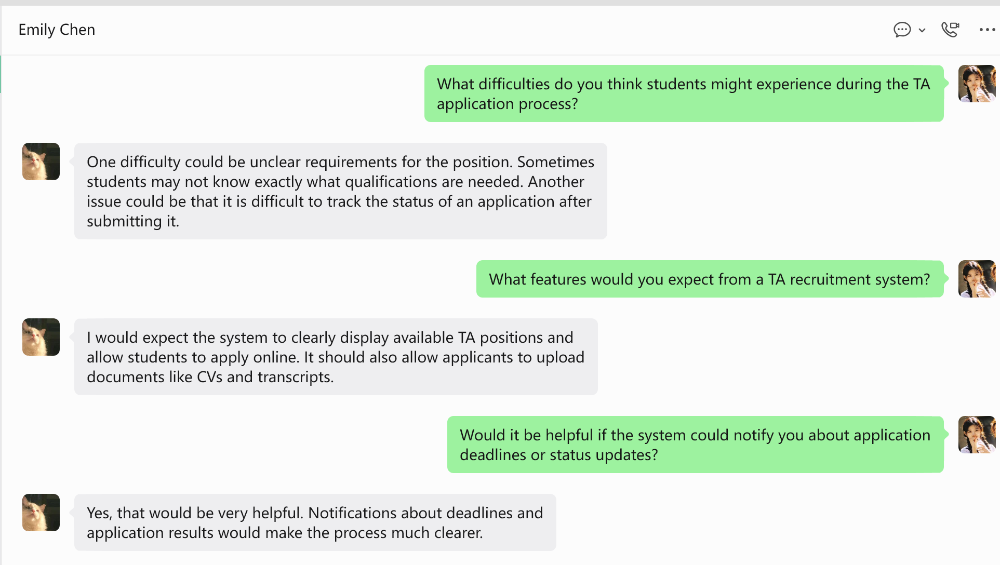 Emily Chen
What difficulties do you think students might experience during the TA
application process?
One difficulty could be unclear requirements for the position. Sometimes
students may not know exactly what qualifications are needed. Another
issue could be that it is difficult to track the status of an application after
submitting it.
What features would you expect from a TA recruitment system?
I would expect the system to clearly display available TA positions and
allow students to apply online. It should also allow applicants to upload
documents like CVs and transcripts.
Would it be helpful if the system could notify you about application
deadlines or status updates?
Yes, that would be very helpful. Notifications about deadlines and
application results would make the process much clearer.